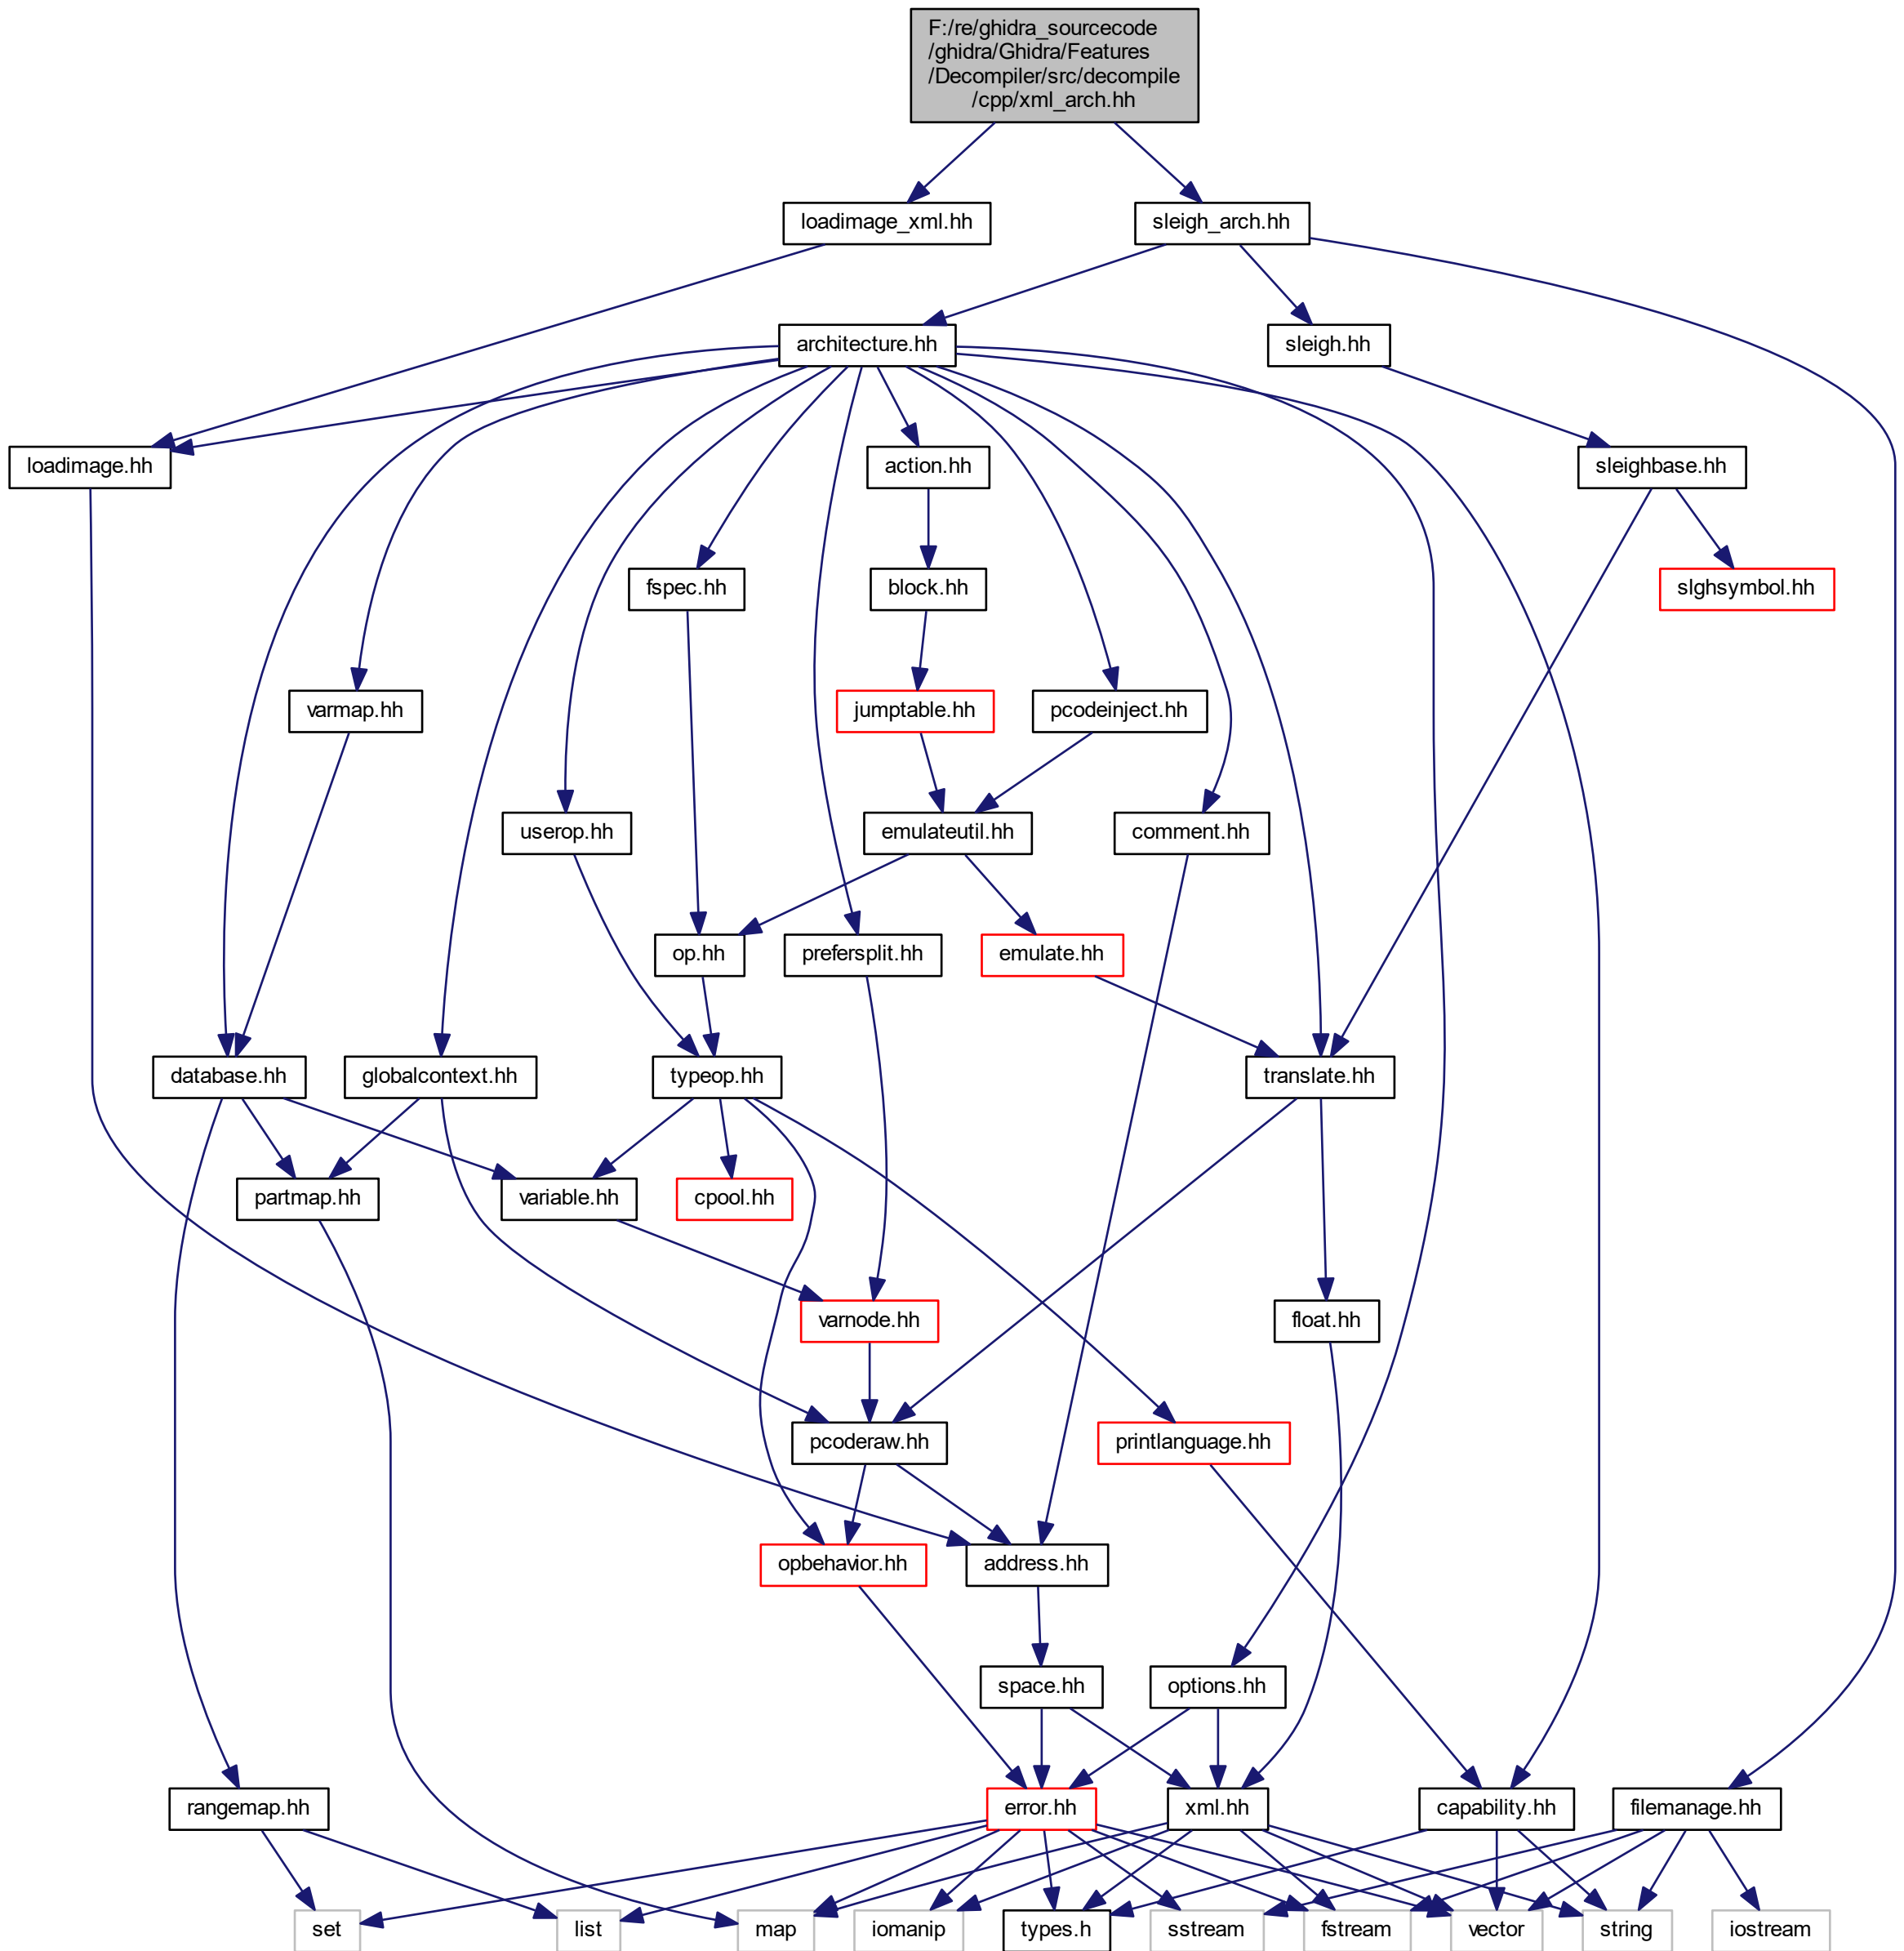 F:/re/ghidra_sourcecode
/ghidra/Ghidra/Features
/Decompiler/src/decompile
/cpp/xml_arch.hh
loadimage_xml.hh
sleigh_arch.hh
architecture.hh
sleigh.hh
loadimage.hh
action.hh
sleighbase.hh
fspec.hh
block.hh
slghsymbol.hh
varmap.hh
jumptable.hh
pcodeinject.hh
userop.hh
emulateutil.hh
comment.hh
op.hh
prefersplit.hh
emulate.hh
database.hh
globalcontext.hh
typeop.hh
translate.hh
partmap.hh
variable.hh
cpool.hh
varnode.hh
float.hh
pcoderaw.hh
printlanguage.hh
opbehavior.hh
address.hh
space.hh
options.hh
rangemap.hh
error.hh
xml.hh
capability.hh
filemanage.hh
set
list
map
iomanip
types.h
sstream
fstream
vector
string
iostream